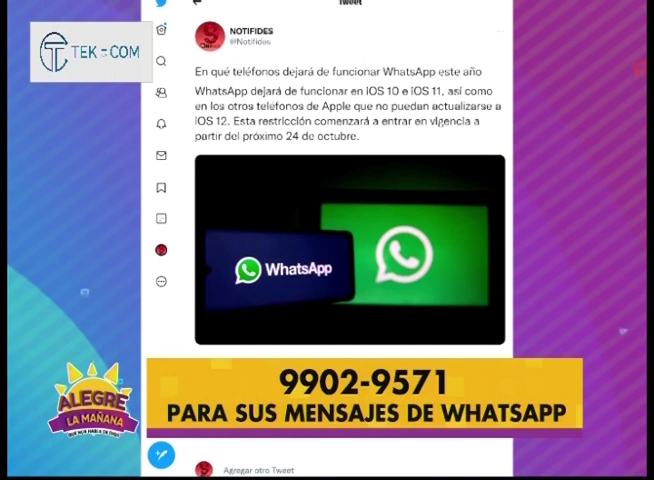 Tweet
TEK-COM
NOTIFIDES
@Notifides
En qué teléfonos dejará de funcionar WhatsApp este año
WhatsApp dejará de funcionar en iOS 10 e iOS 11, así como
en los otros teléfonos de Apple que no puedan actualizarse a
iOS 12. Esta restricción comenzará a entrar en vigencia a
partir del próximo 24 de octubre.
WhatsApp
9902-9571
PARA SUS MENSAJES DE WHATSAPP
ALEGRE
LA MAÑANA
Agregar otro Tweet